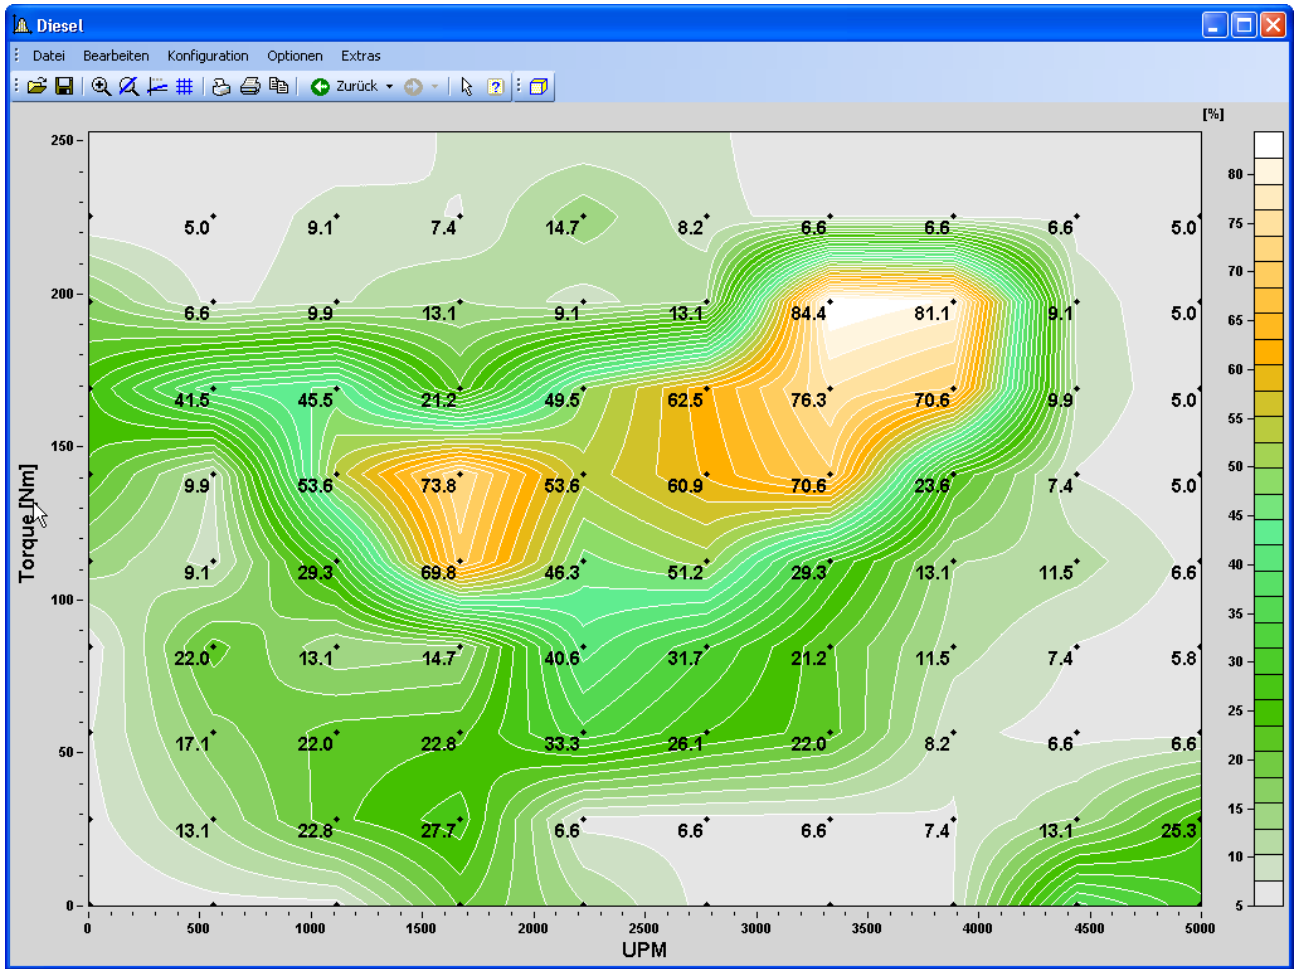 Diesel
Datei Bearbeiten Konfiguration Optionen Extras
Zurück ?
[%]
250
200
150
100
50
0
Torque [Nm]
5.0 9.1 7.4 14.7 8.2 6.6 6.6 6.6 5.0
6.6 9.9 13.1 9.1 13.1 84.4 81.1 9.1 5.0
41.5 45.5 21.2 49.5 62.5 76.3 70.6 9.9 5.0
9.9 53.6 73.8 53.6 60.9 70.6 23.6 7.4 5.0
9.1 29.3 69.8 46.3 51.2 29.3 13.1 11.5 6.6
22.0 13.1 14.7 40.6 31.7 21.2 11.5 7.4 5.8
17.1 22.0 22.8 33.3 26.1 22.0 8.2 6.6 6.6
13.1 22.8 27.7 6.6 6.6 6.6 7.4 13.1 25.3
0 500 1000 1500 2000 2500 3000 3500 4000 4500 5000
UPM
80
75
70
65
60
55
50
45
40
35
30
25
20
15
10
5